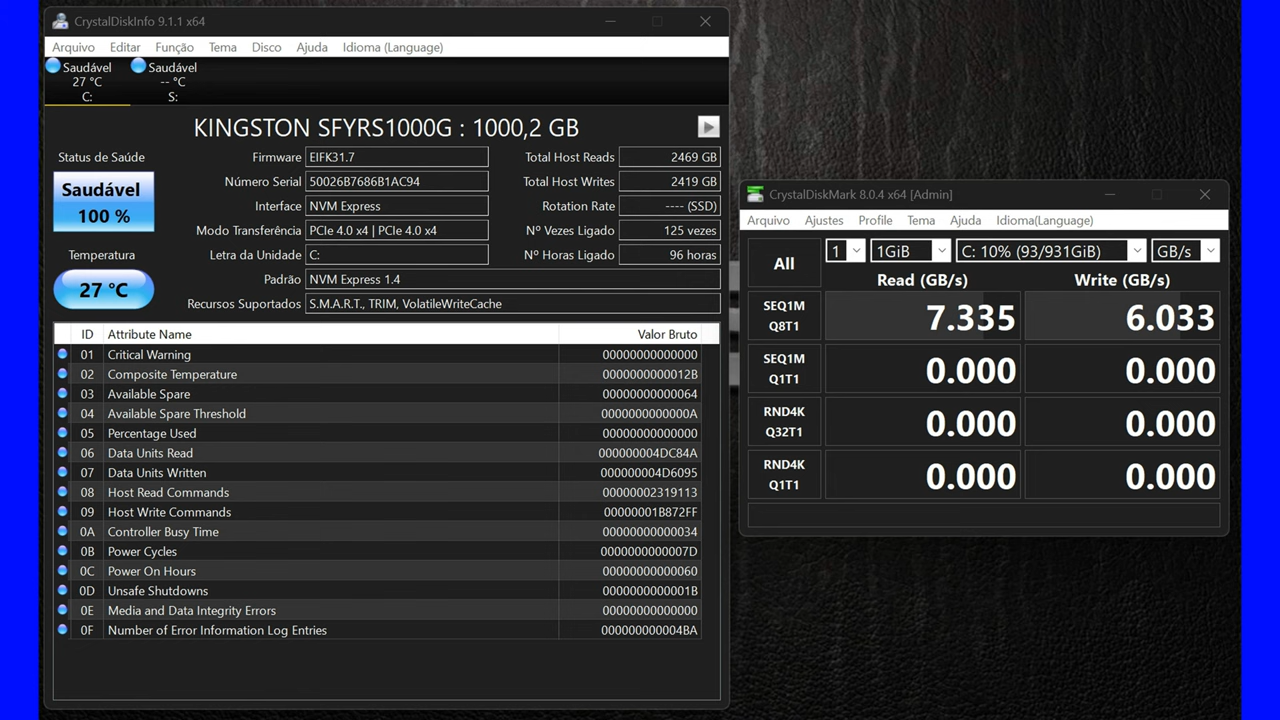 CrystalDiskInfo 9.1.1 x64
Arquivo Editar Função Tema Disco Ajuda Idioma (Language)
Saudável Saudável
27 °C -- °C
C: S:
KINGSTON SFYRS1000G : 1000,2 GB
Status de Saúde
Saudável
100 %
Temperatura
27 °C
Firmware EIFK31.7
Número Serial 50026B7686B1AC94
Interface NVM Express
Modo Transferência PCIe 4.0 x4 | PCIe 4.0 x4
Letra da Unidade C:
Padrão NVM Express 1.4
Recursos Suportados S.M.A.R.T., TRIM, VolatileWriteCache
Total Host Reads 2469 GB
Total Host Writes 2419 GB
Rotation Rate ---- (SSD)
Nº Vezes Ligado 125 vezes
Nº Horas Ligado 96 horas
ID Attribute Name Valor Bruto
01 Critical Warning 00000000000000
02 Composite Temperature 0000000000012B
03 Available Spare 00000000000064
04 Available Spare Threshold 0000000000000A
05 Percentage Used 00000000000000
06 Data Units Read 000000004DC84A
07 Data Units Written 000000004D6095
08 Host Read Commands 00000002319113
09 Host Write Commands 00000001B872FF
0A Controller Busy Time 00000000000034
0B Power Cycles 0000000000007D
0C Power On Hours 00000000000060
0D Unsafe Shutdowns 0000000000001B
0E Media and Data Integrity Errors 00000000000000
0F Number of Error Information Log Entries 000000000004BA
CrystalDiskMark 8.0.4 x64 [Admin]
Arquivo Ajustes Profile Tema Ajuda Idioma(Language)
All
1 1GiB C: 10% (93/931GiB) GB/s
Read (GB/s) Write (GB/s)
SEQ1M
Q8T1
7.335 6.033
SEQ1M
Q1T1
0.000 0.000
RND4K
Q32T1
0.000 0.000
RND4K
Q1T1
0.000 0.000